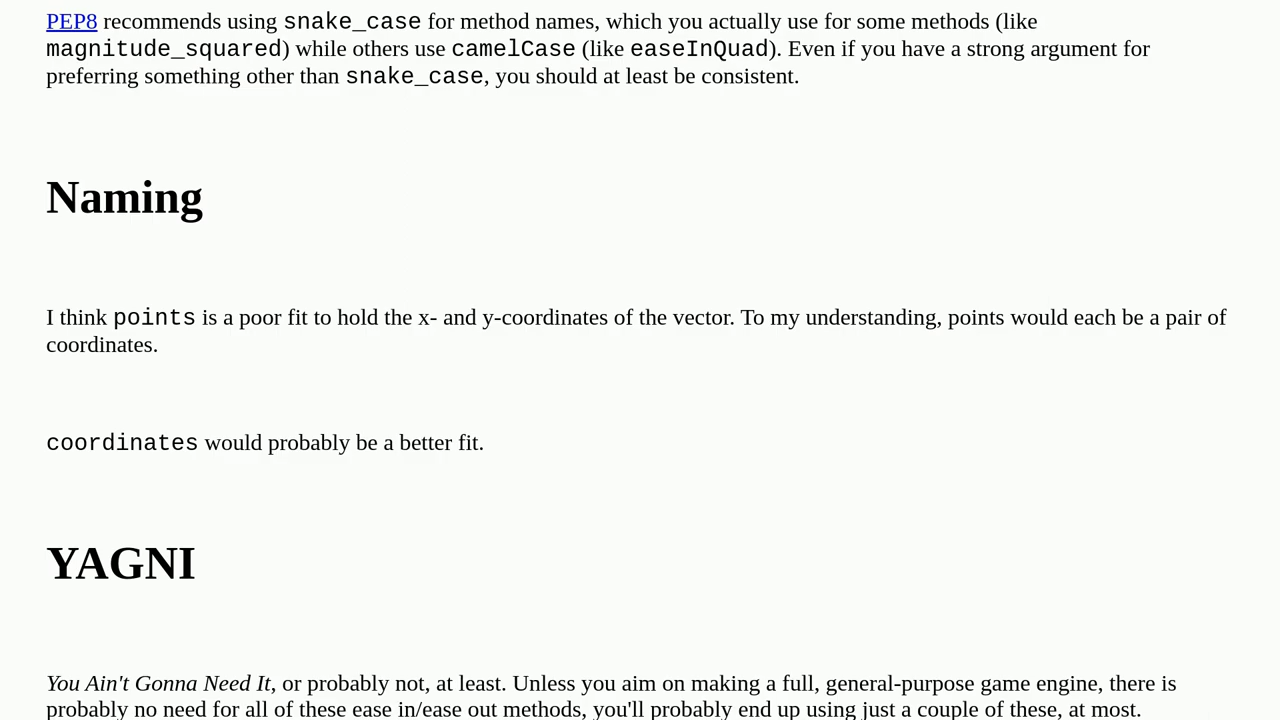 PEP8 recommends using snake_case for method names, which you actually use for some methods (like
magnitude_squared) while others use camelCase (like easeInQuad). Even if you have a strong argument for
preferring something other than snake_case, you should at least be consistent.
Naming
I think points is a poor fit to hold the x- and y-coordinates of the vector. To my understanding, points would each be a pair of
coordinates.
coordinates would probably be a better fit.
YAGNI
You Ain't Gonna Need It, or probably not, at least. Unless you aim on making a full, general-purpose game engine, there is
probably no need for all of these ease in/ease out methods, you'll probably end up using just a couple of these, at most.